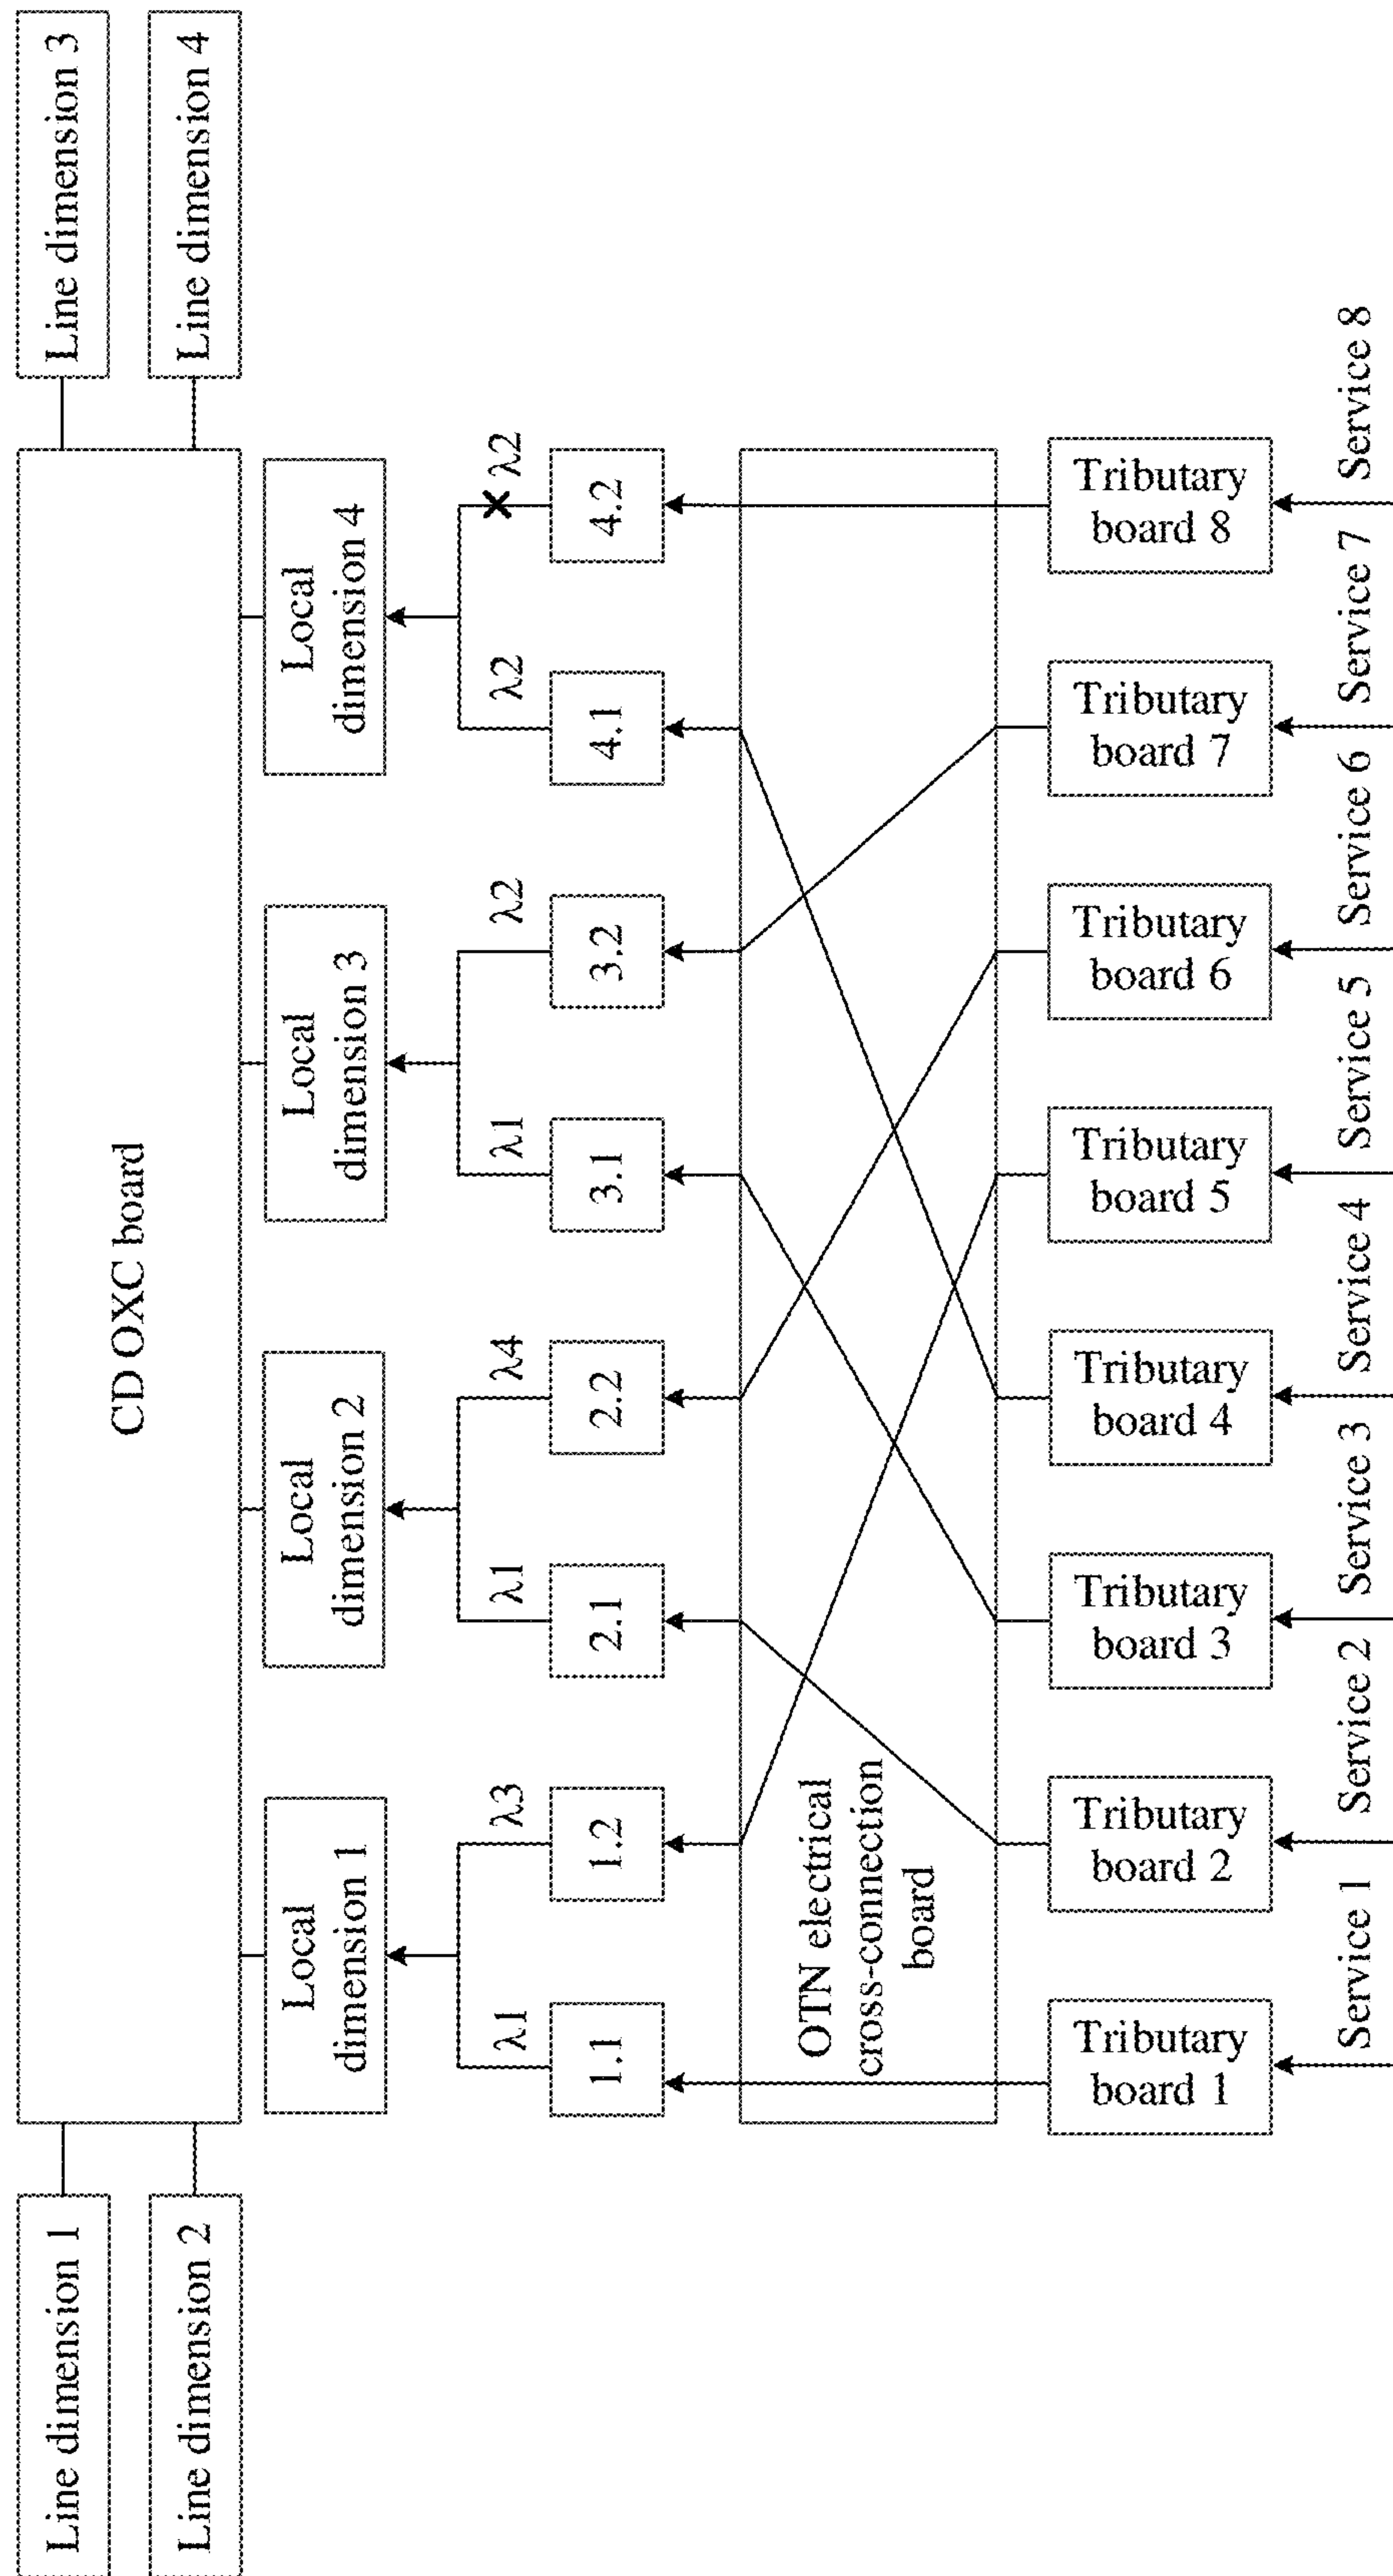 Line dimension 1
Line dimension 2
CD OXC board
Line dimension 3
Line dimension 4
Local
dimension 1
Local
dimension 2
Local
dimension 3
Local
dimension 4
λ1
λ3
λ1
λ4
λ1
λ2
λ2
λ2
1.1
1.2
2.1
2.2
3.1
3.2
4.1
4.2
OTN electrical
cross-connection
board
Tributary
board 1
Tributary
board 2
Tributary
board 3
Tributary
board 4
Tributary
board 5
Tributary
board 6
Tributary
board 7
Tributary
board 8
Service 1
Service 2
Service 3
Service 4
Service 5
Service 6
Service 7
Service 8